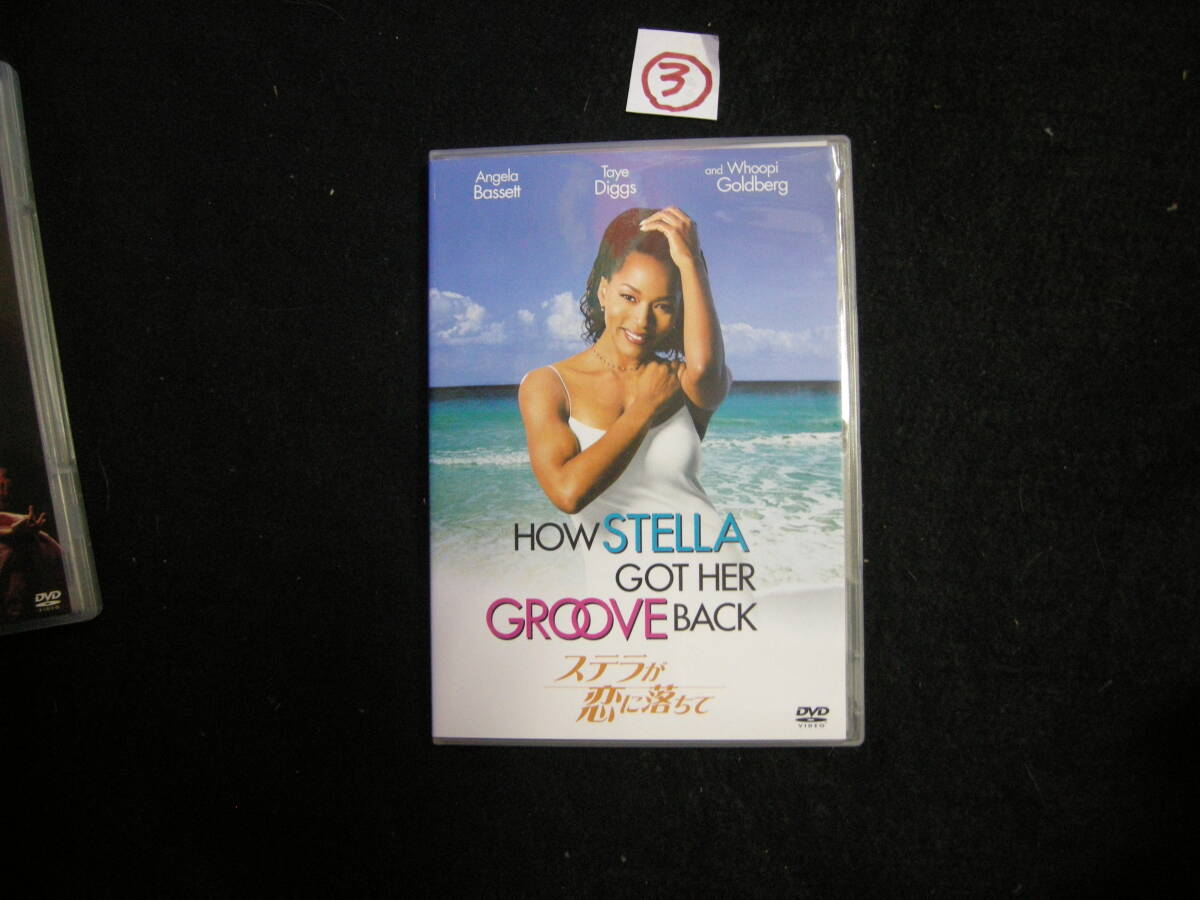 3
Angela
Bassett
Taye
Diggs
and Whoopi
Goldberg
HOW STELLA
GOT HER
GROOVE BACK
ステラが
恋に落ちて
DVD
VIDEO
DVD
VIDEO